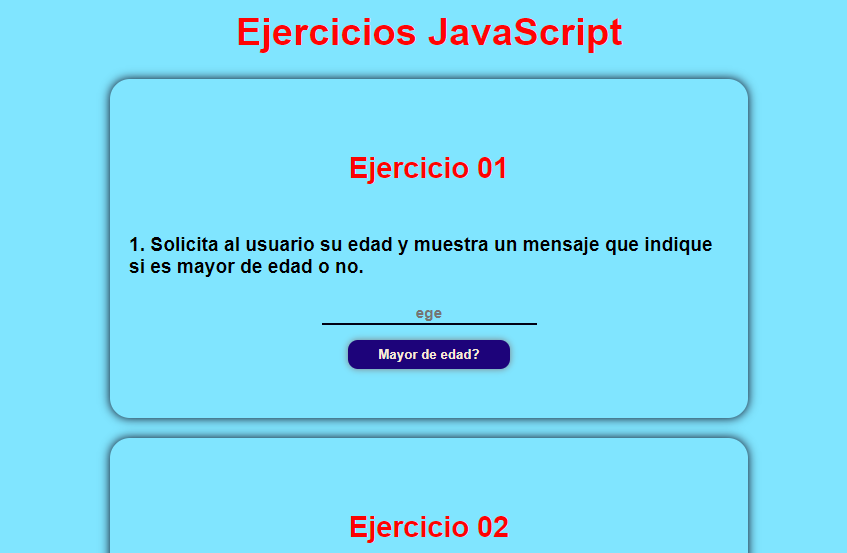 Ejercicios JavaScript
Ejercicio 01
1. Solicita al usuario su edad y muestra un mensaje que indique
si es mayor de edad o no.
ege
Mayor de edad?
Ejercicio 02